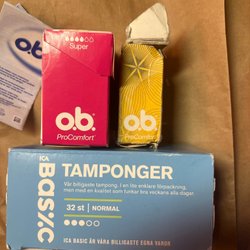 o.b.
Super
o.b.
ProComfort
o.b.
ProComfort
ICA
BASIC
TAMPONGER
Vår billigaste tampong. I en lite enklare förpackning,
men med en kvalitet som funkar bra veckans alla dagar.
32 st | NORMAL
ICA BASIC ÄR VÅRA BILLIGASTE EGNA VAROR